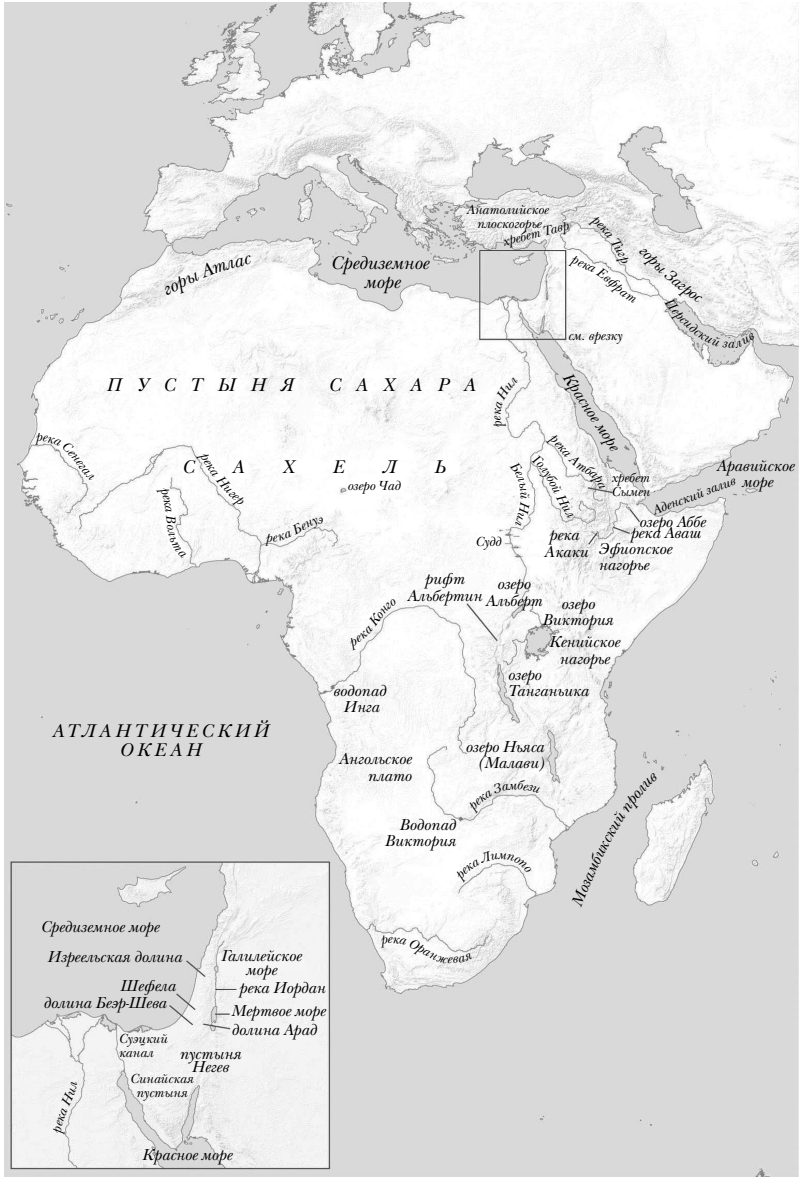 Анатолийское
плоскогорье
хребет Тавр
река Тигр
горы Загрос
горы Атлас
Средиземное
море
река Евфрат
Персидский залив
см. врезку
ПУСТЫНЯ САХАРА
река Нил
Красное море
река Сенегал
САХЕЛЬ
река Нигер
озеро Чад
река Вольта
река Бенуэ
река Атбара
Голубой Нил
Белый Нил
хребет
Сымен
Аравийское
море
Аденский залив
озеро Аббе
река Аваш
Судд
река
Акаки
Эфиопское
нагорье
рифт
Альбертин
озеро
Альберт
озеро
Виктория
река Конго
Кенийское
нагорье
озеро
Танганьика
водопад
Инга
АТЛАНТИЧЕСКИЙ
ОКЕАН
Ангольское
плато
озеро Ньяса
(Малави)
река Замбези
Водопад
Виктория
Мозамбикский пролив
река Лимпопо
река Оранжевая
Средиземное море
Изреельская долина
Галилейское
море
Шефела
река Иордан
долина Беэр-Шева
Мертвое море
долина Арад
Суэцкий
канал
пустыня
Негев
Синайская
пустыня
река Нил
Красное море